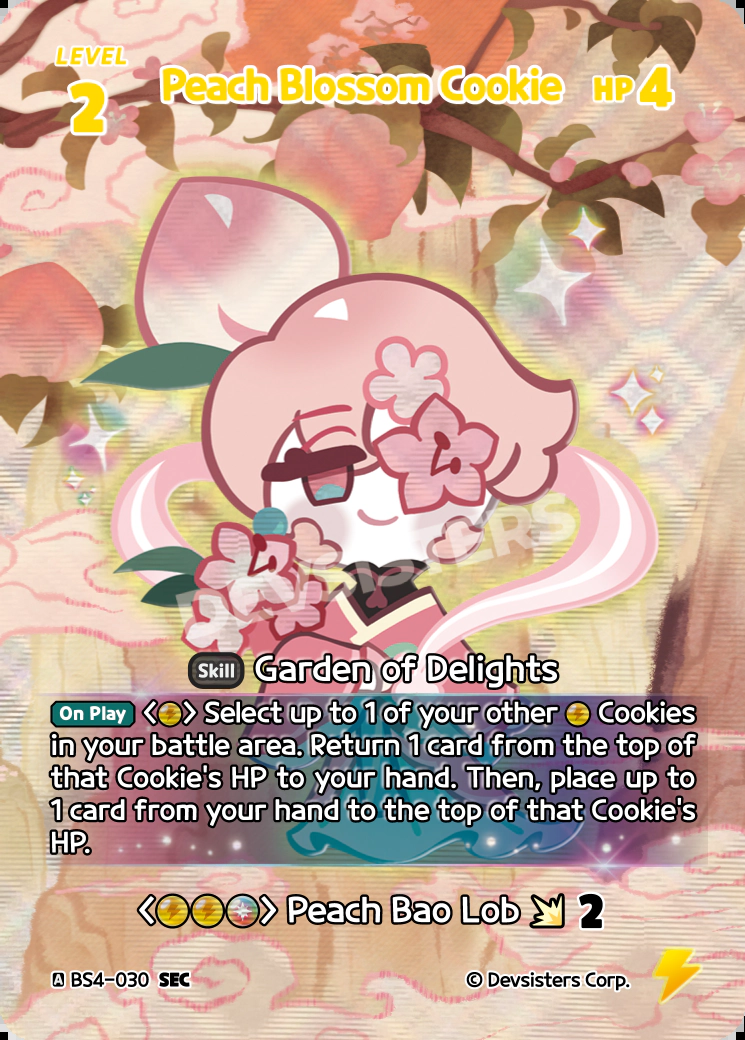 LEVEL
2
Peach Blossom Cookie
HP 4
DEVSISTERS
Skill Garden of Delights
On Play < > Select up to 1 of your other Cookies
in your battle area. Return 1 card from the top of
that Cookie's HP to your hand. Then, place up to
1 card from your hand to the top of that Cookie's
HP.
< > Peach Bao Lob 2
A BS4-030 SEC
© Devsisters Corp.